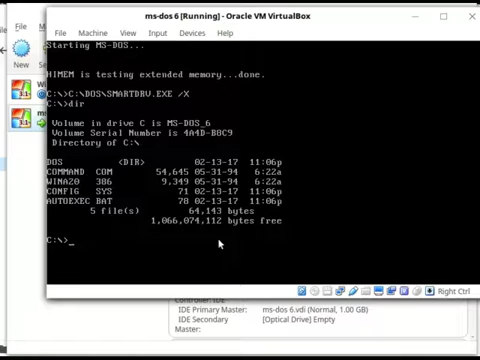 ms-dos 6 [Running] - Oracle VM VirtualBox
File Machine View Input Devices Help
Starting MS-DOS...
HIMEM is testing extended memory...done.
C:\>C:\DOS\SMARTDRV.EXE /X
C:\>dir
Volume in drive C is MS-DOS_6
Volume Serial Number is 4A4D-B8C9
Directory of C:\
DOS <DIR> 02-13-17 11:06p
COMMAND COM 54,645 05-31-94 6:22a
WINA20 386 9,349 05-31-94 6:22a
CONFIG SYS 71 02-13-17 11:06p
AUTOEXEC BAT 78 02-13-17 11:06p
5 file(s) 64,143 bytes
1,066,074,112 bytes free
C:\>_
Right Ctrl
File
New
Wi
ms
Controller: IDE
IDE Primary Master: ms-dos 6.vdi (Normal, 1.00 GB)
IDE Secondary [Optical Drive] Empty
Master: